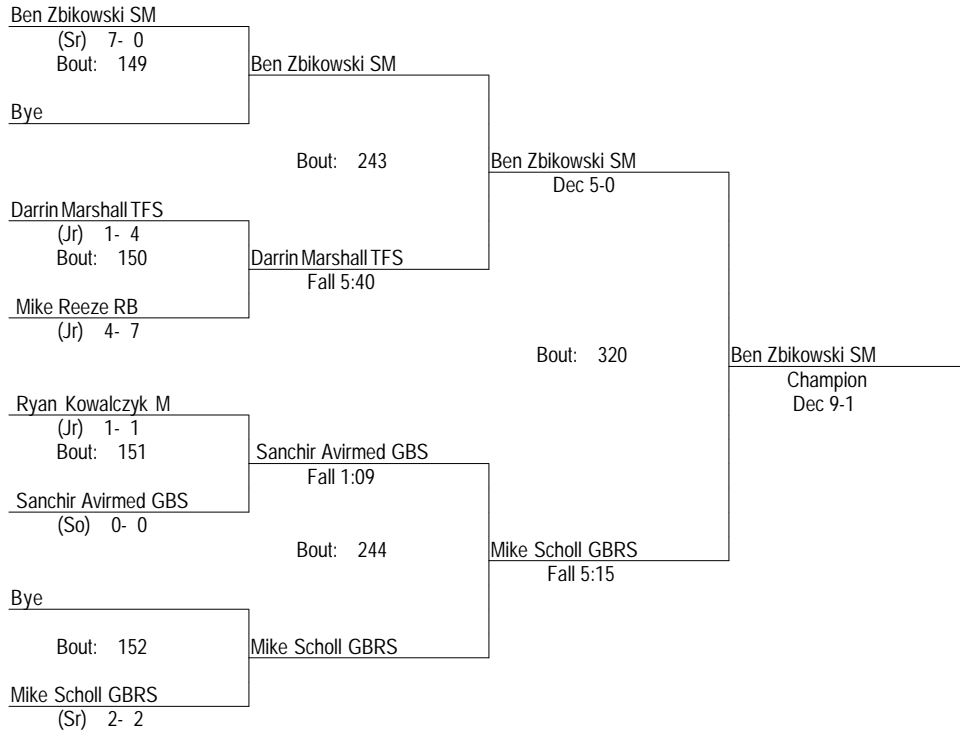 Ben Zbikowski SM
(Sr) 7- 0
Bout: 149
Ben Zbikowski SM
Bye
Bout: 243
Ben Zbikowski SM
Dec 5-0
Darrin Marshall TFS
(Jr) 1- 4
Bout: 150
Darrin Marshall TFS
Fall 5:40
Mike Reeze RB
(Jr) 4- 7
Bout: 320
Ben Zbikowski SM
Champion
Dec 9-1
Ryan Kowalczyk M
(Jr) 1- 1
Bout: 151
Sanchir Avirmed GBS
Fall 1:09
Sanchir Avirmed GBS
(So) 0- 0
Bout: 244
Mike Scholl GBRS
Fall 5:15
Bye
Bout: 152
Mike Scholl GBRS
Mike Scholl GBRS
(Sr) 2- 2